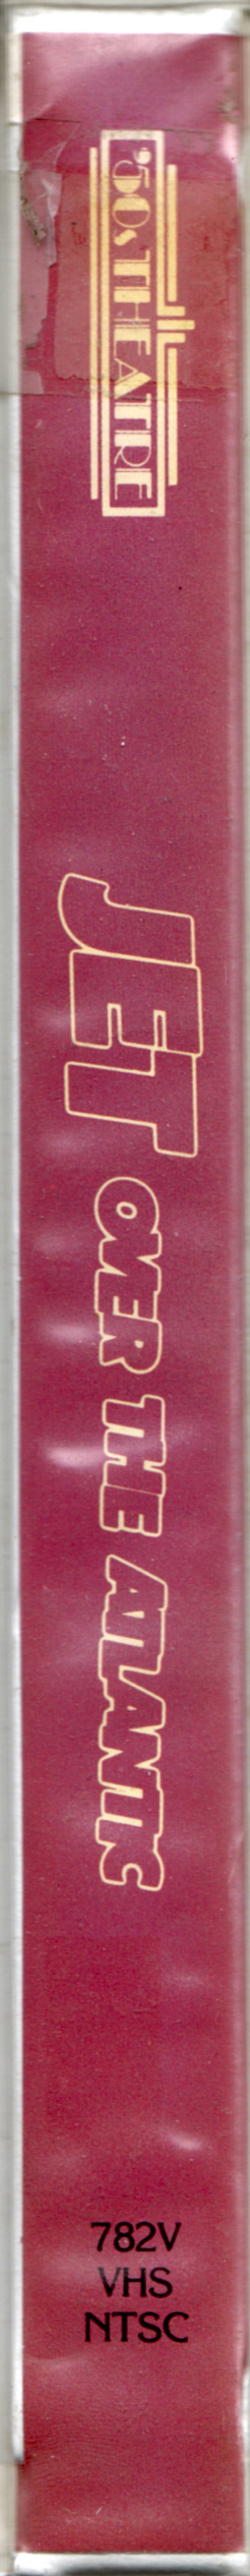 '50s THEATRE
JET OVER THE ATLANTIC
782V
VHS
NTSC